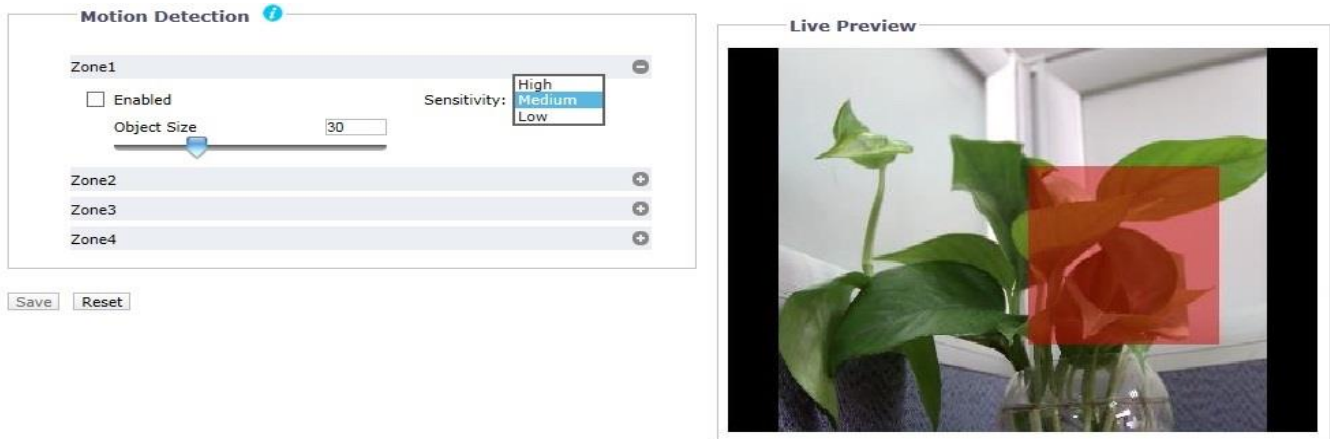 Motion Detection i
Zone1
Enabled
Sensitivity:
High
Medium
Low
Object Size 30
Zone2
Zone3
Zone4
Save Reset
Live Preview